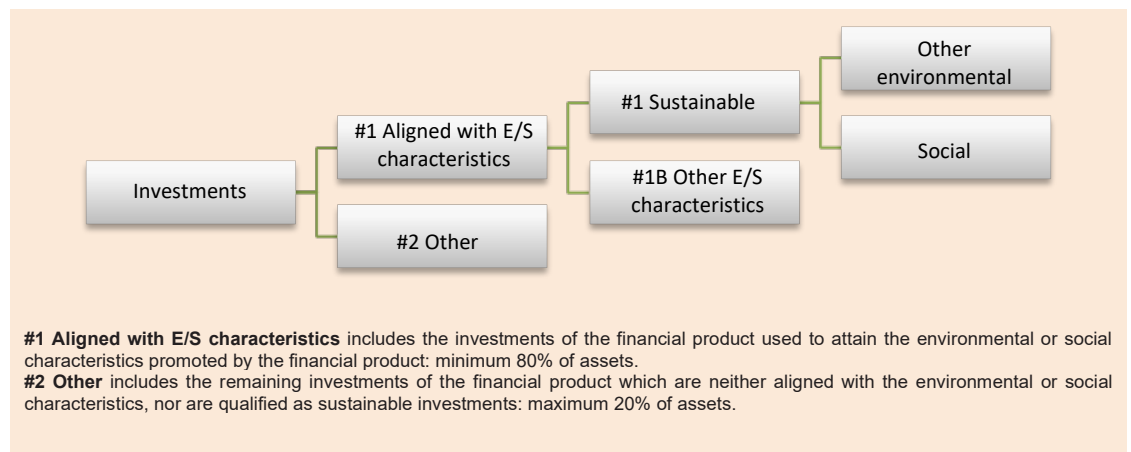 Other
environmental
#1 Sustainable
#1 Aligned with E/S
characteristics
Social
Investments
#1B Other E/S
characteristics
#2 Other
#1 Aligned with E/S characteristics includes the investments of the financial product used to attain the environmental or social
characteristics promoted by the financial product: minimum 80% of assets.
#2 Other includes the remaining investments of the financial product which are neither aligned with the environmental or social
characteristics, nor are qualified as sustainable investments: maximum 20% of assets.